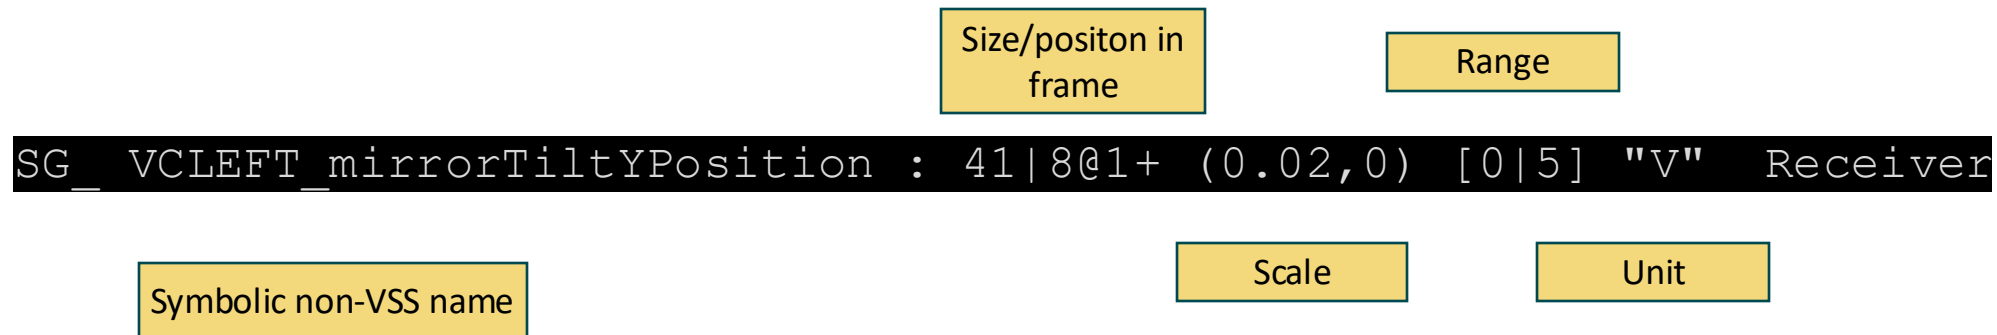 Size/positon in
frame
Range
SG_ VCLEFT_mirrorTiltYPosition : 41|8@1+ (0.02,0) [0|5] "V"  Receiver
Scale
Unit
Symbolic non-VSS name